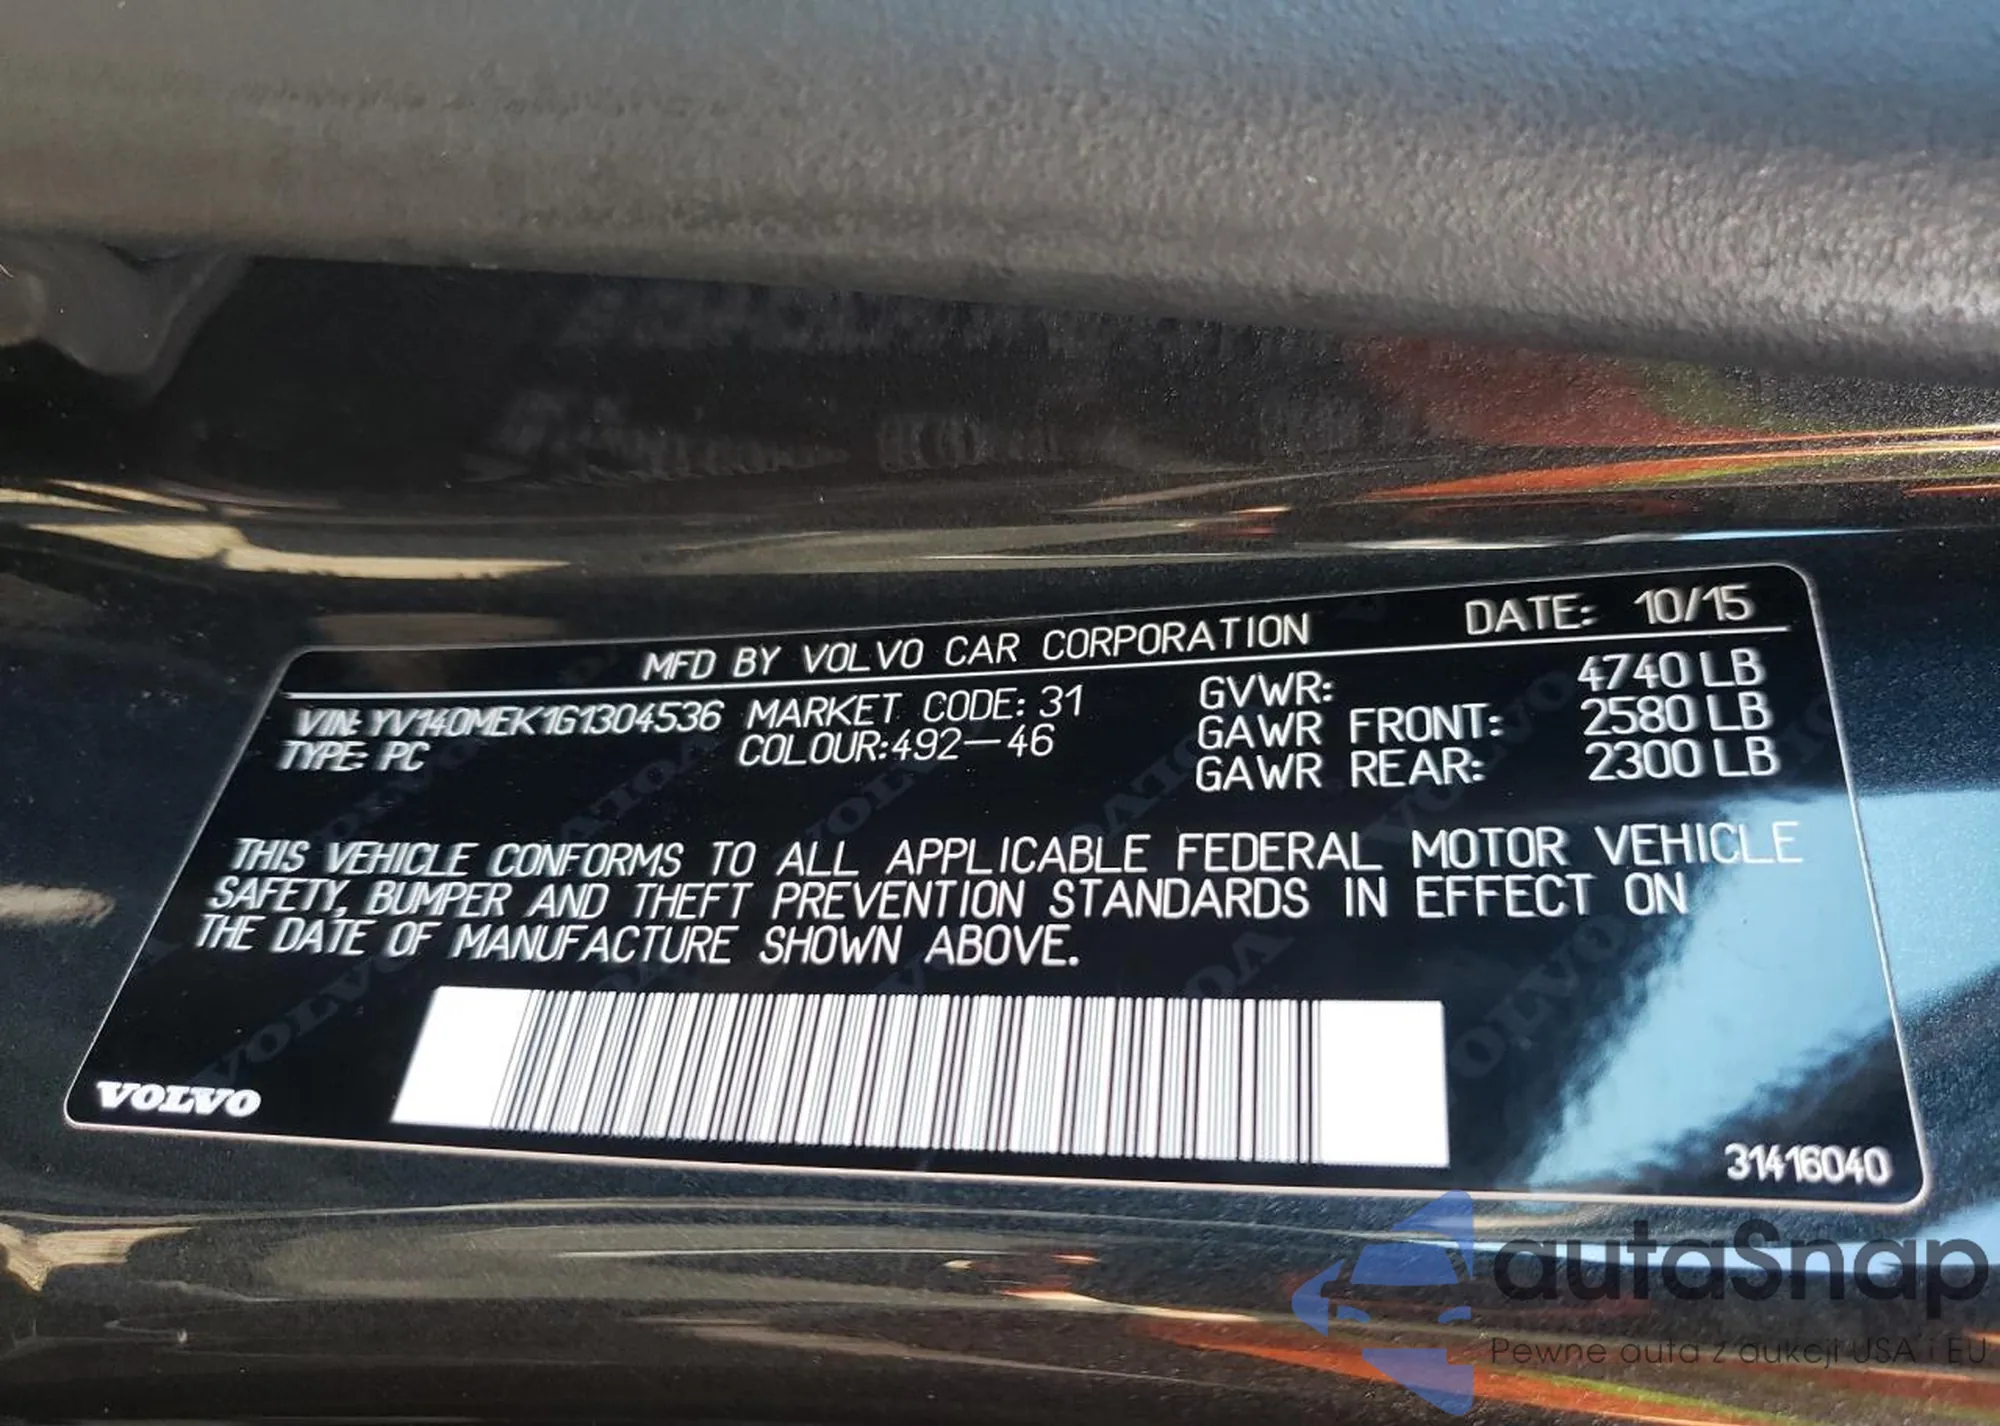 MFD BY VOLVO CAR CORPORATION DATE: 10/15
VIN: YV140MEK1G1304536 MARKET CODE: 31 GVWR: 4740 LB
TYPE: PC COLOUR:492-46 GAWR FRONT: 2580 LB
GAWR REAR: 2300 LB
THIS VEHICLE CONFORMS TO ALL APPLICABLE FEDERAL MOTOR VEHICLE
SAFETY, BUMPER AND THEFT PREVENTION STANDARDS IN EFFECT ON
THE DATE OF MANUFACTURE SHOWN ABOVE.
VOLVO
31416040
autaSnap
Pewne auta z aukcji USA i EU